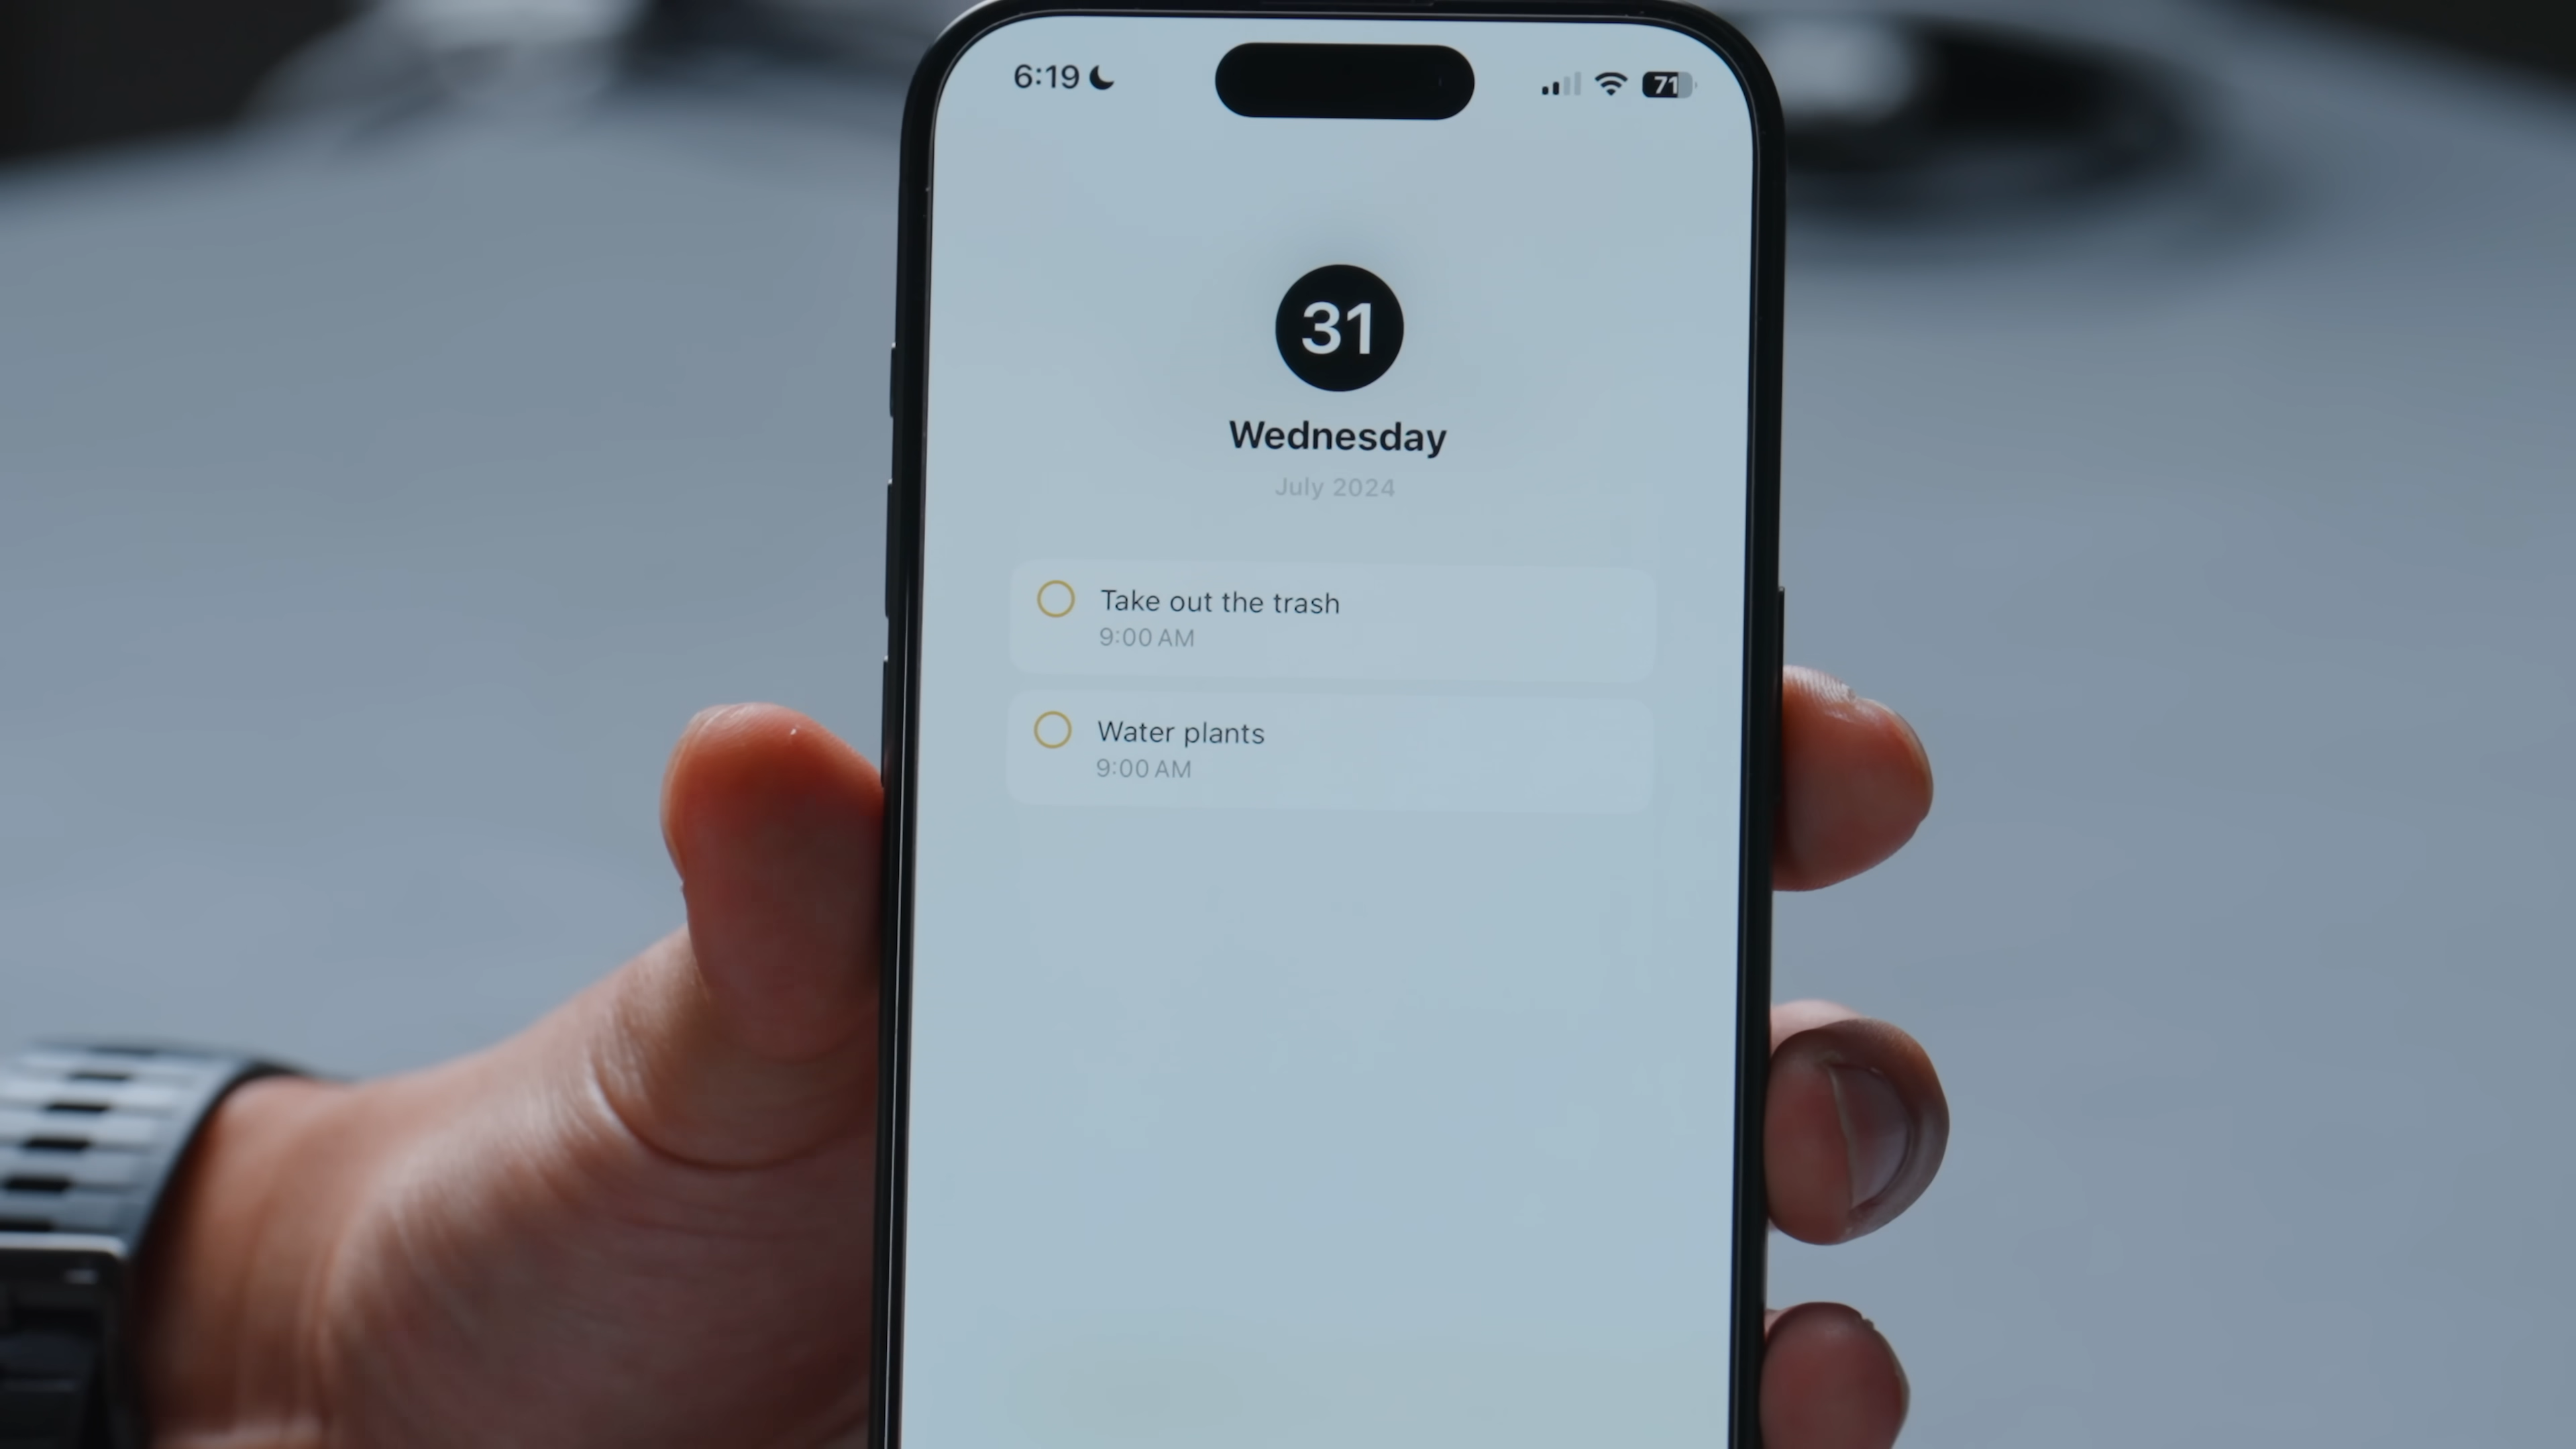 6:19
71
31
Wednesday
July 2024
Take out the trash
9:00 AM
Water plants
9:00 AM